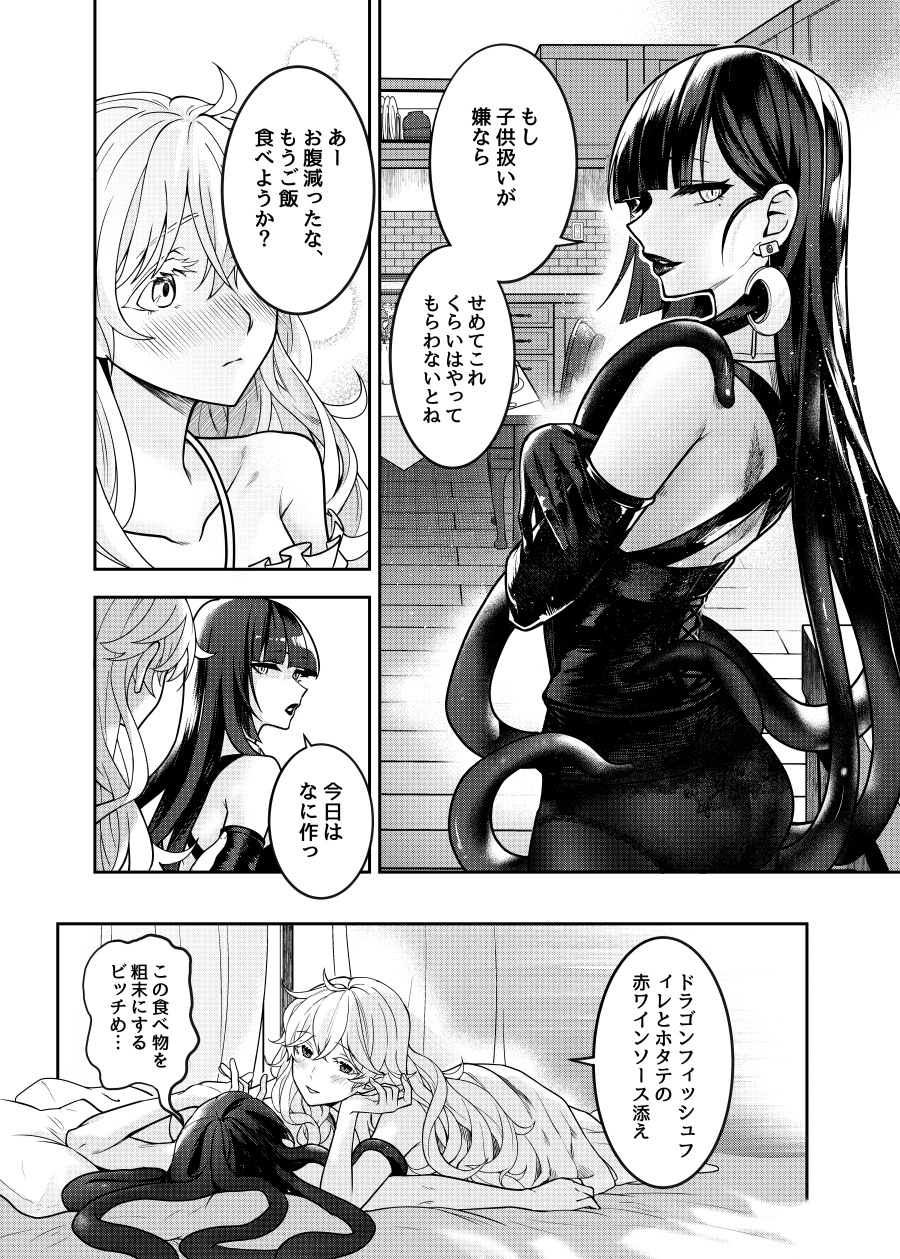 もし
子供扱いが
嫌なら
せめてこれ
くらいはやって
もらわないとね
あー
お腹減ったな、
もうご飯
食べようか？
今日は
なに作っ
ドラゴンフィッシュフ
ィレとホタテの
赤ワインソース添え
この食べ物を
粗末にする
ビッチめ…